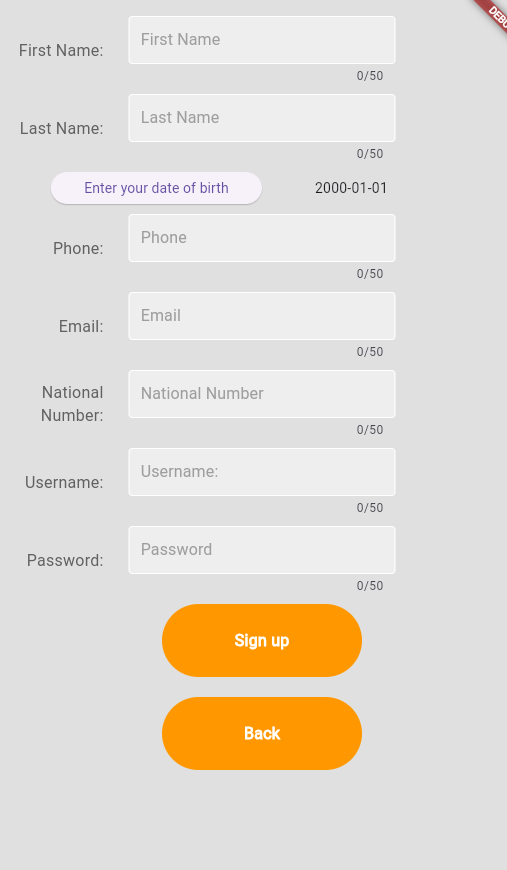 DEBU
First Name:
First Name
0/50
Last Name:
Last Name
0/50
Enter your date of birth
2000-01-01
Phone:
Phone
0/50
Email:
Email
0/50
National
Number:
National Number
0/50
Username:
Username:
0/50
Password:
Password
0/50
Sign up
Back